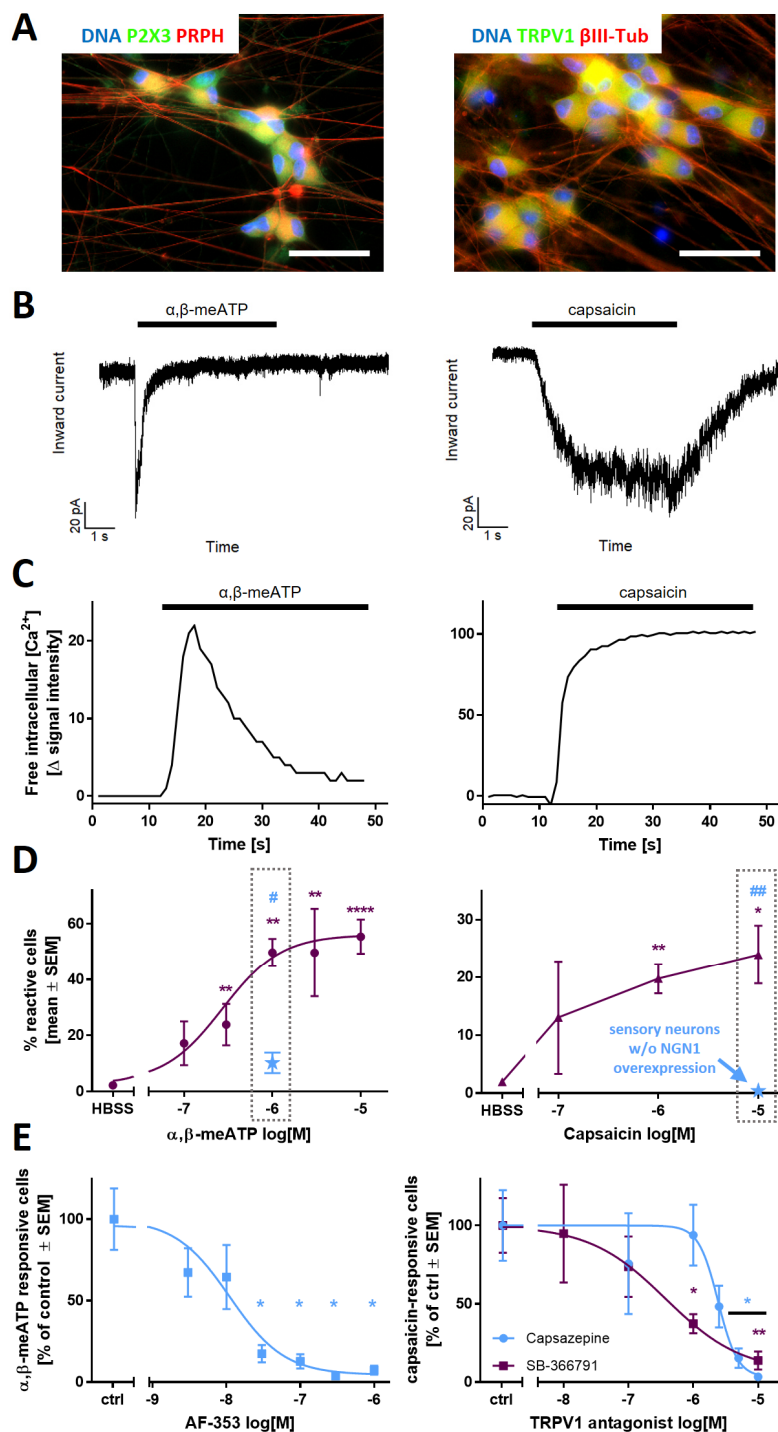 A
DNA P2X3 PRPH
DNA TRPV1 βIII-Tub
B
α,β-meATP
Inward current
20 pA
1 s
Time
capsaicin
Inward current
20 pA
1 s
Time
C
α,β-meATP
Free intracellular [Ca²⁺]
[Δ signal intensity]
20
10
0
0 10 20 30 40 50
Time [s]
capsaicin
100
50
0
0 10 20 30 40 50
Time [s]
D
% reactive cells
[mean ± SEM]
60
40
20
0
#
** ** ** ****
HBSS -7 -6 -5
α,β-meATP log[M]
30
20
10
0
##
** *
sensory neurons
w/o NGN1
overexpression
HBSS -7 -6 -5
Capsaicin log[M]
E
α,β-meATP responsive cells
[% of control ± SEM]
100
50
0
* * * *
ctrl -9 -8 -7 -6
AF-353 log[M]
capsaicin-responsive cells
[% of ctrl ± SEM]
100
50
0
* * **
Capsazepine
SB-366791
ctrl -8 -7 -6 -5
TRPV1 antagonist log[M]